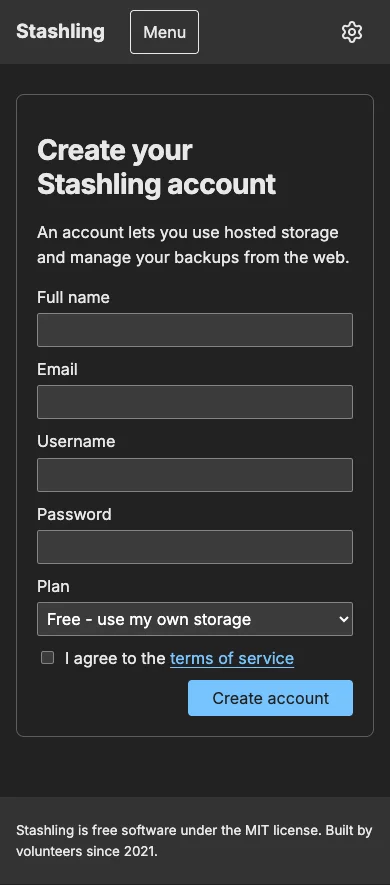 Stashling
Menu
Create your
Stashling account
An account lets you use hosted storage
and manage your backups from the web.
Full name
Email
Username
Password
Plan
Free - use my own storage
I agree to the terms of service
Create account
Stashling is free software under the MIT license. Built by
volunteers since 2021.